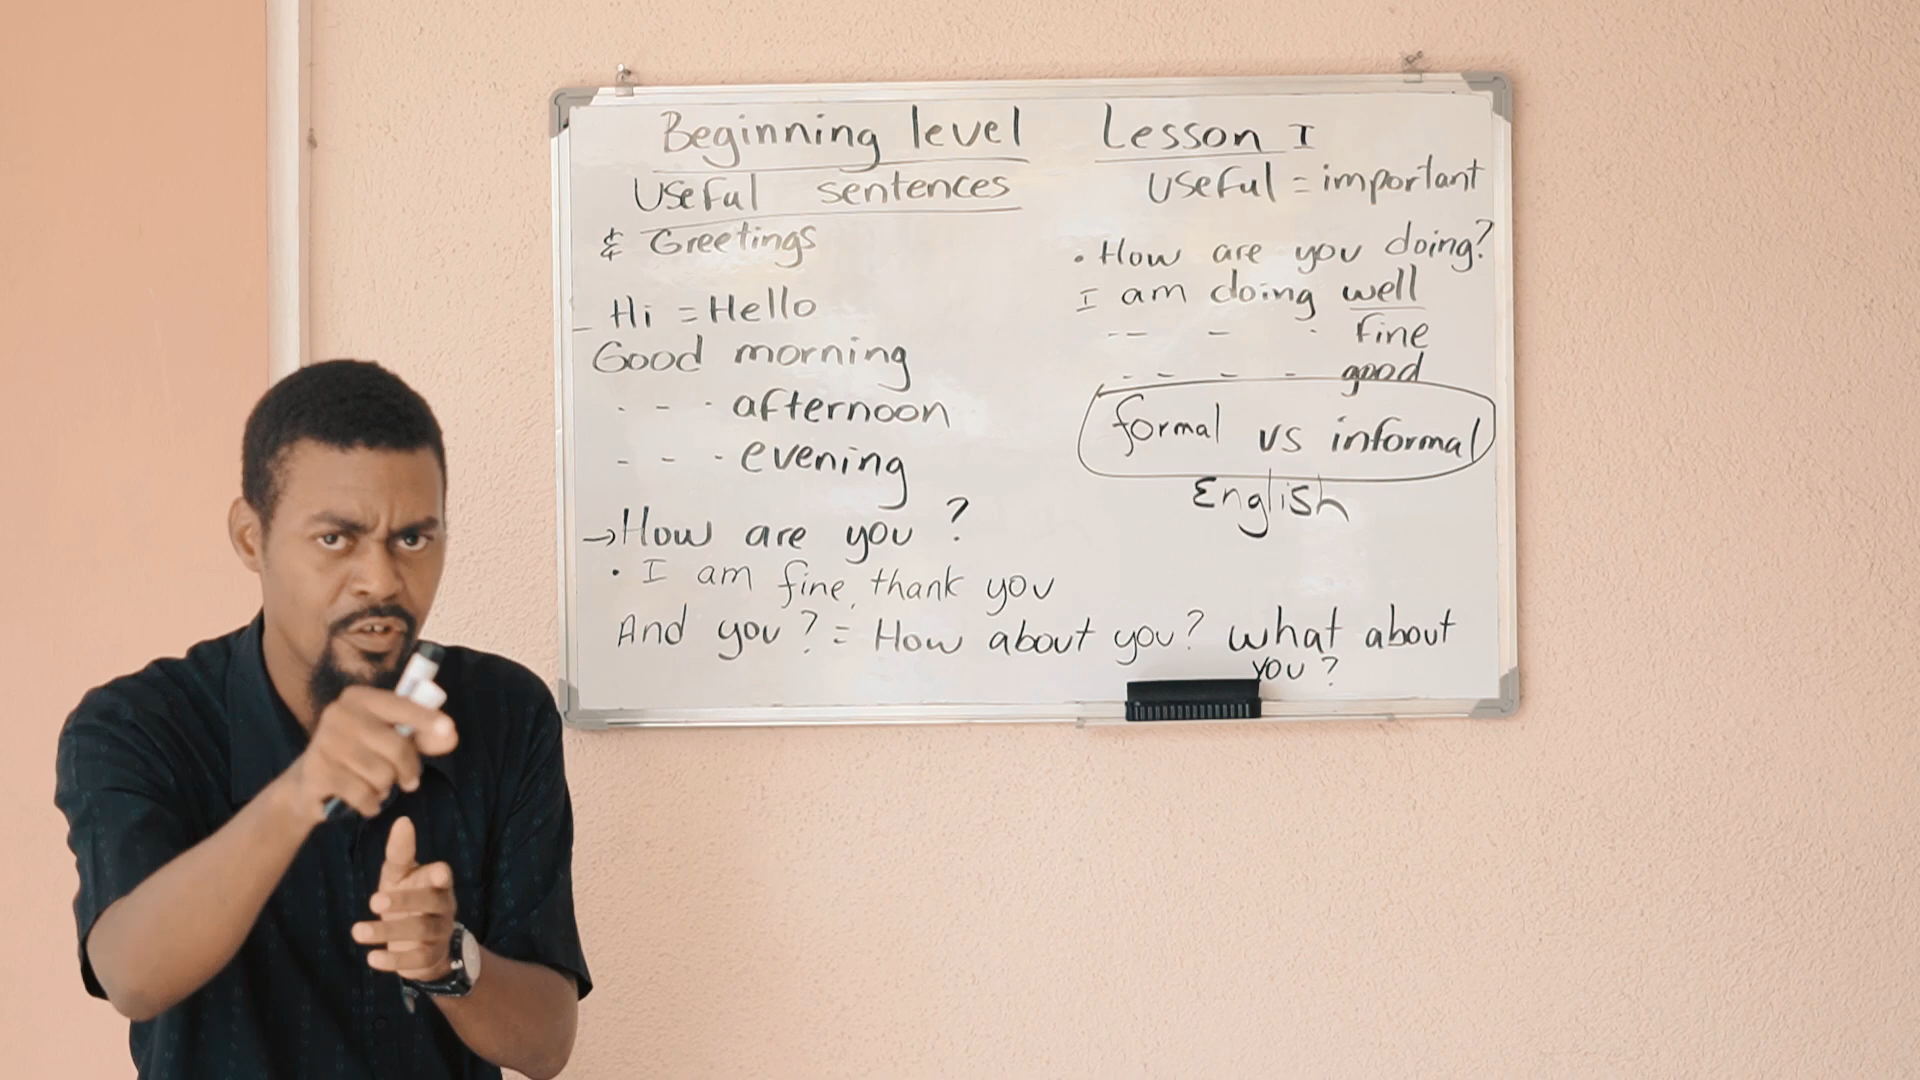 Beginning level Lesson I
Useful sentences
& Greetings
- Hi = Hello
Good morning
- - - afternoon
- - - evening
→ How are you ?
• I am fine, thank you
And you ? = How about you? what about
you ?
useful = important
• How are you doing?
I am doing well
-- - - fine
- - - - good
formal vs informal
English